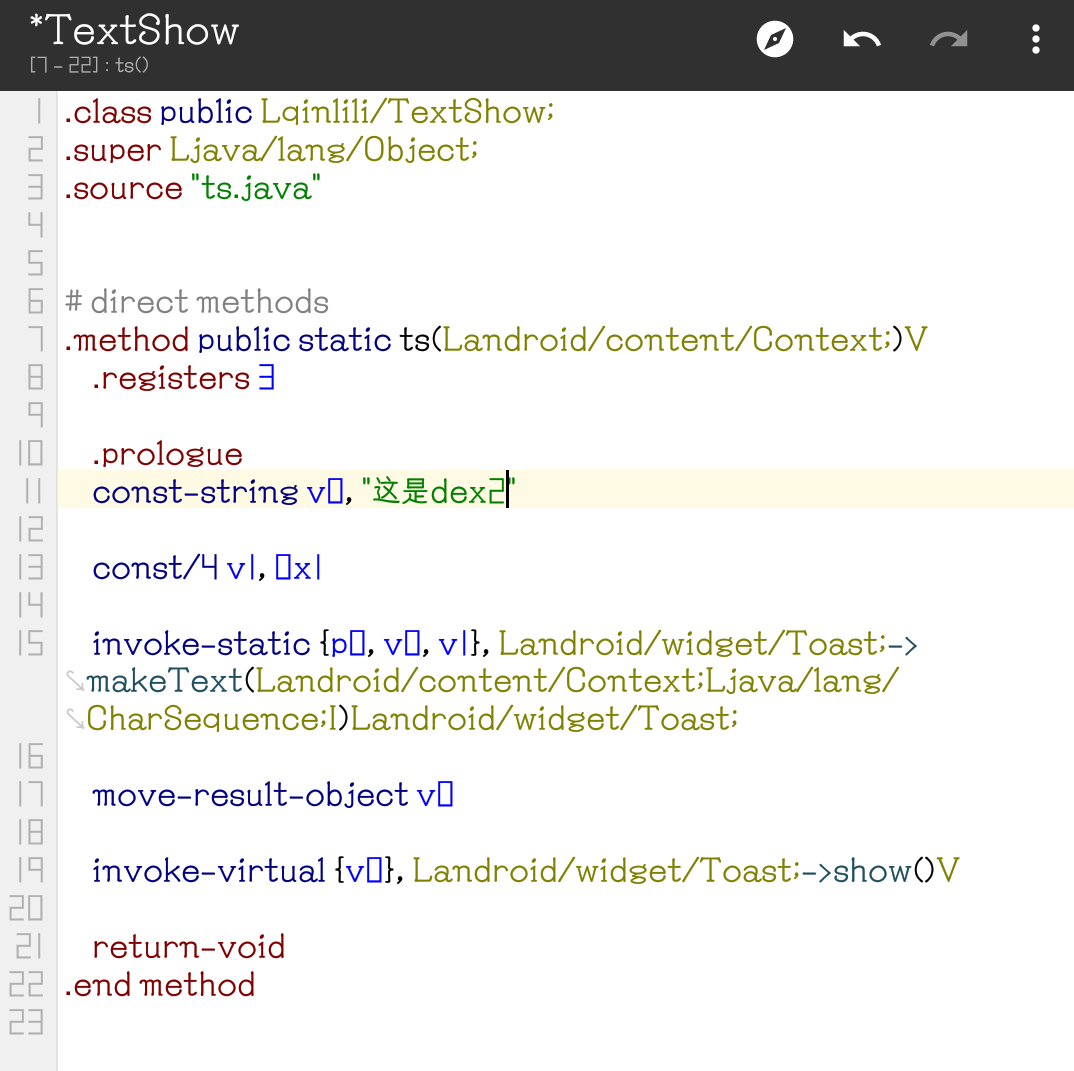 *TextShow
[7 - 22] : ts()
1 .class public Lqinlili/TextShow;
2 .super Ljava/lang/Object;
3 .source "ts.java"
4
5
6 # direct methods
7 .method public static ts(Landroid/content/Context;)V
8 .registers 3
9
10 .prologue
11 const-string v0, "这是dex2"
12
13 const/4 v1, 0x1
14
15 invoke-static {p0, v0, v1}, Landroid/widget/Toast;->
makeText(Landroid/content/Context;Ljava/lang/
CharSequence;I)Landroid/widget/Toast;
16
17 move-result-object v0
18
19 invoke-virtual {v0}, Landroid/widget/Toast;->show()V
20
21 return-void
22 .end method
23